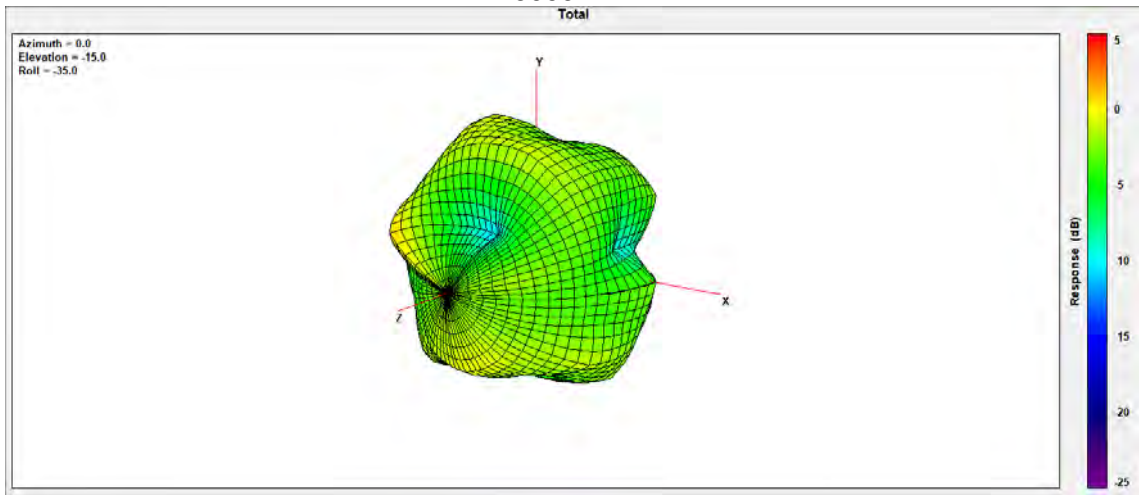 Total
Azimuth = 0.0
Elevation = -15.0
Roll = -35.0
Y
X
Z
5
0
-5
10
15
-20
-25
Response (dB)